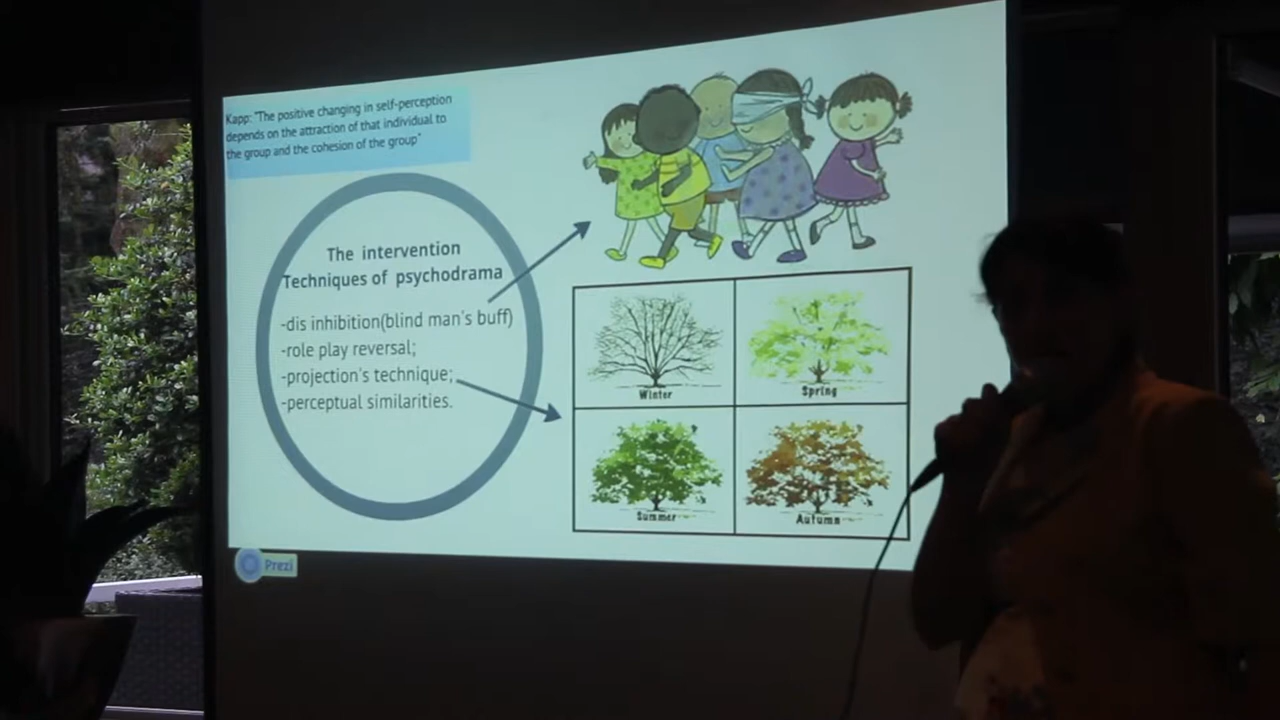 Kapp: "The positive changing in self-perception
depends on the attraction of that individual to
the group and the cohesion of the group"
The intervention
Techniques of psychodrama
-dis inhibition(blind man's buff)
-role play reversal;
-projection's technique;
-perceptual similarities.
Winter
Spring
Summer
Autumn
Prezi